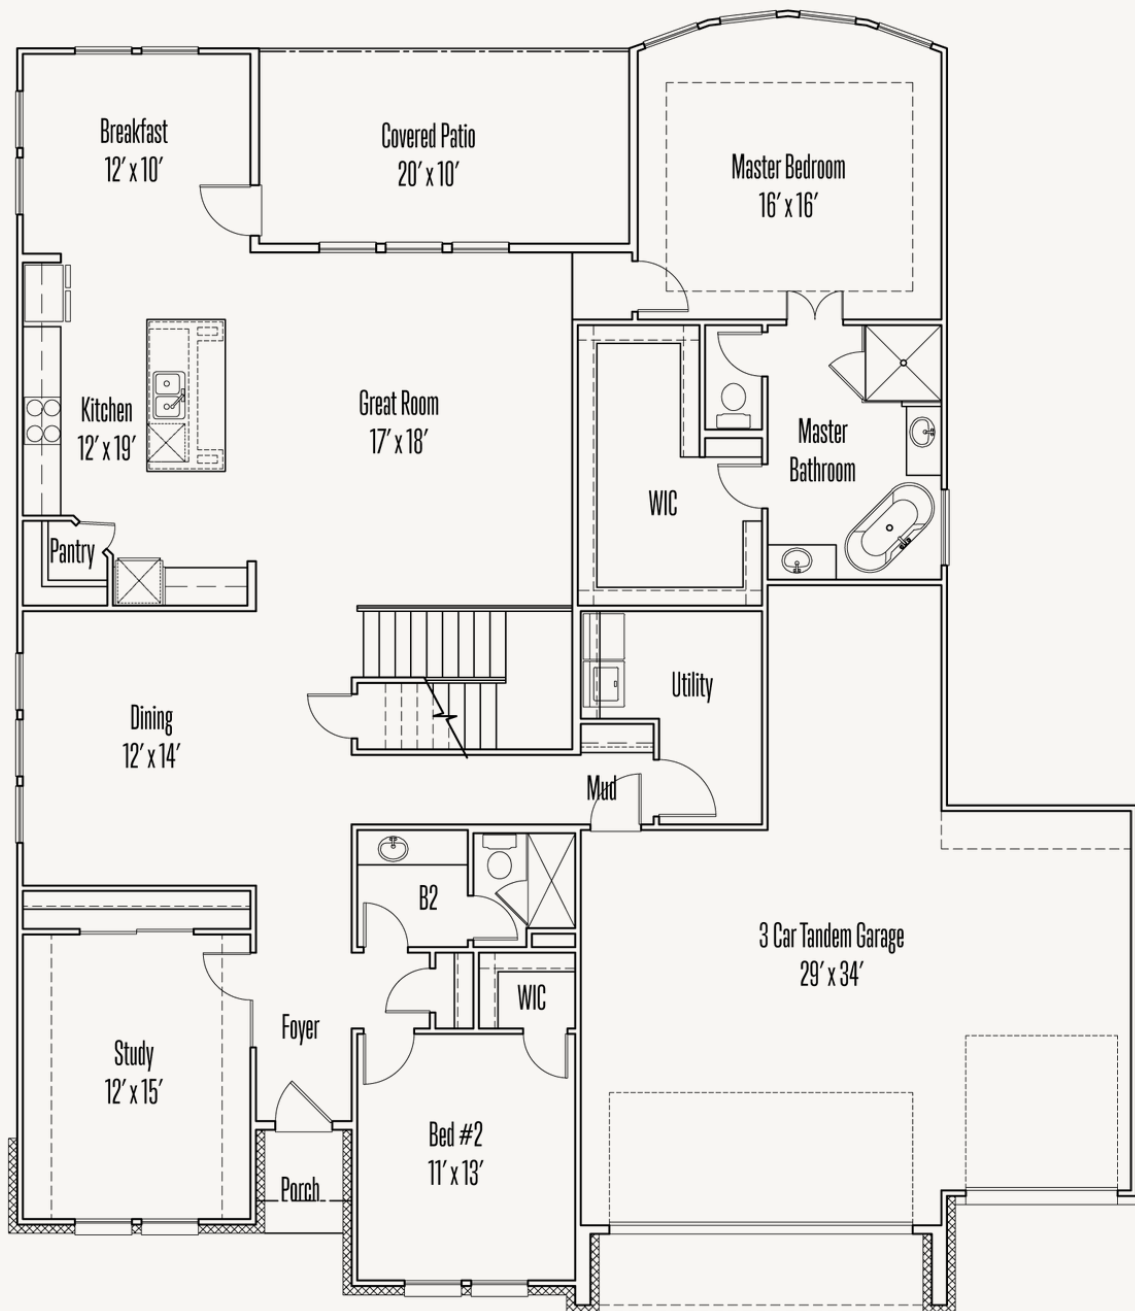 Breakfast
12' x 10'
Covered Patio
20' x 10'
Master Bedroom
16' x 16'
Kitchen
12' x 19'
Great Room
17' x 18'
Master
Bathroom
WIC
Pantry
Utility
Dining
12' x 14'
Mud
B2
3 Car Tandem Garage
29' x 34'
WIC
Foyer
Study
12' x 15'
Bed #2
11' x 13'
Porch